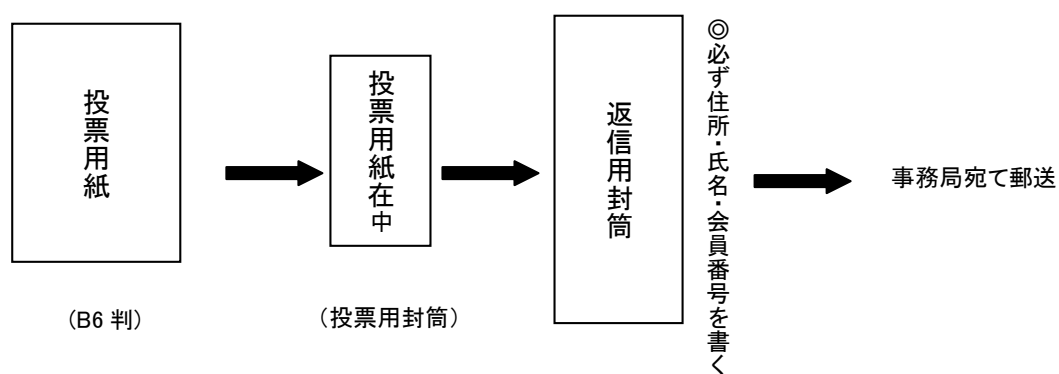 投票用紙
(B6 判)
投票用紙在中
(投票用封筒)
返信用封筒
◎必ず住所・氏名・会員番号を書く
事務局宛て郵送